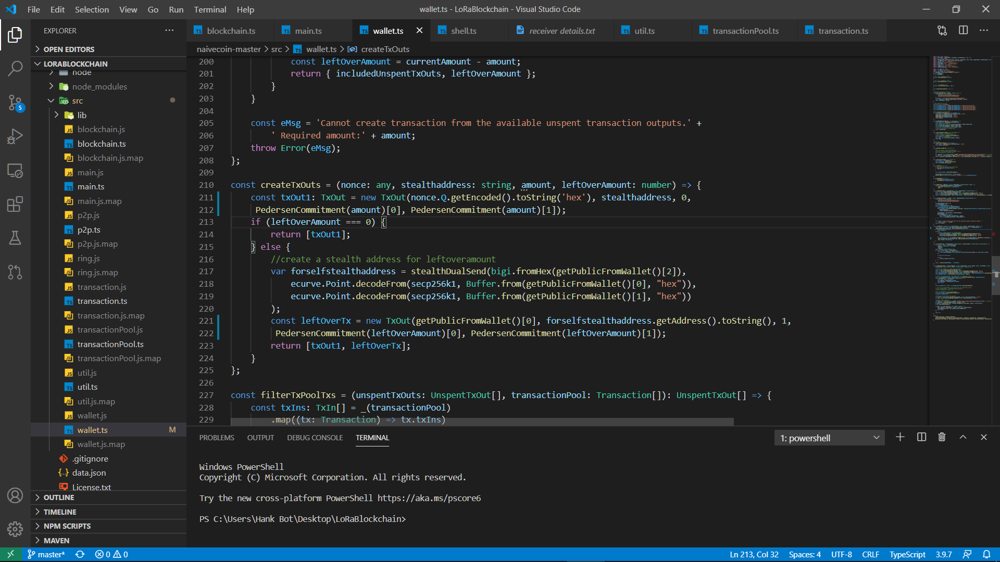 File Edit Selection View Go Run Terminal Help
wallet.ts - LoRaBlockchain - Visual Studio Code
EXPLORER
OPEN EDITORS
LORABLOCKCHAIN
node
node_modules
src
lib
blockchain.js
blockchain.ts
blockchain.js.map
main.js
main.ts
main.js.map
p2p.js
p2p.ts
p2p.js.map
ring.js
ring.js.map
transaction.js
transaction.ts
transaction.js.map
transactionPool.js
transactionPool.ts
transactionPool.js.map
util.js
util.ts
util.js.map
wallet.js
wallet.ts M
wallet.js.map
.gitignore
data.json
License.txt
OUTLINE
TIMELINE
NPM SCRIPTS
MAVEN
5
blockchain.ts main.ts wallet.ts shell.ts receiver details.txt util.ts transactionPool.ts transaction.ts
naivecoin-master > src > wallet.ts > createTxOuts
200 const leftOverAmount = currentAmount - amount;
201 return { includedUnspentTxOuts, leftOverAmount };
202 }
203 }
204
205 const eMsg = 'Cannot create transaction from the available unspent transaction outputs.' +
206 ' Required amount:' + amount;
207 throw Error(eMsg);
208 };
209
210 const createTxOuts = (nonce: any, stealthaddress: string, amount, leftOverAmount: number) => {
211 const txOut1: TxOut = new TxOut(nonce.Q.getEncoded().toString('hex'), stealthaddress, 0,
212 PedersenCommitment(amount)[0], PedersenCommitment(amount)[1]);
213 if (leftOverAmount === 0) {
214 return [txOut1];
215 } else {
216 //create a stealth address for leftoveramount
217 var forselfstealthaddress = stealthDualSend(bigi.fromHex(getPublicFromWallet()[2]),
218 ecurve.Point.decodeFrom(secp256k1, Buffer.from(getPublicFromWallet()[0], "hex")),
219 ecurve.Point.decodeFrom(secp256k1, Buffer.from(getPublicFromWallet()[1], "hex"))
220 );
221 const leftOverTx = new TxOut(getPublicFromWallet()[0], forselfstealthaddress.getAddress().toString(), 1,
222 PedersenCommitment(leftOverAmount)[0], PedersenCommitment(leftOverAmount)[1]);
223 return [txOut1, leftOverTx];
224 }
225 };
226
227 const filterTxPoolTxs = (unspentTxOuts: UnspentTxOut[], transactionPool: Transaction[]): UnspentTxOut[] => {
228 const txIns: TxIn[] = _(transactionPool)
229 .map((tx: Transaction) => tx.txIns)
PROBLEMS OUTPUT DEBUG CONSOLE TERMINAL
1: powershell
Windows PowerShell
Copyright (C) Microsoft Corporation. All rights reserved.
Try the new cross-platform PowerShell https://aka.ms/pscore6
PS C:\Users\Hank Bot\Desktop\LoRaBlockchain>
master* 0 0
Ln 213, Col 32 Spaces: 4 UTF-8 CRLF TypeScript 3.9.7